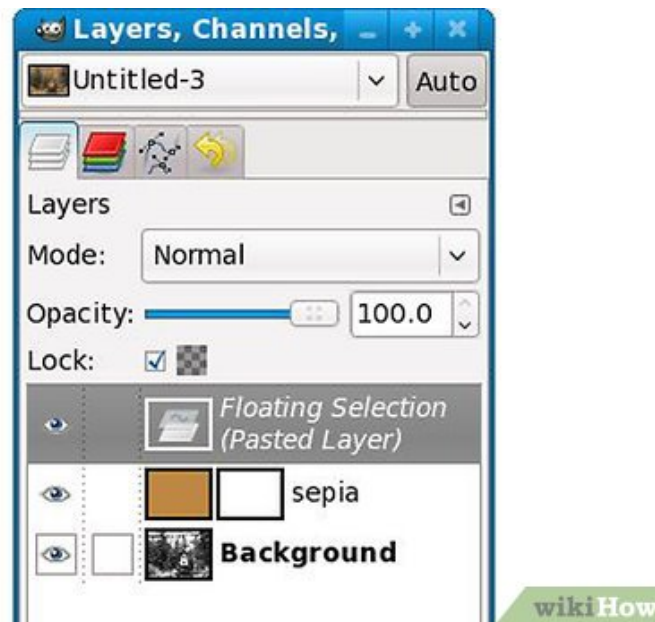 Layers, Channels,
Untitled-3
Auto
Layers
Mode: Normal
Opacity: 100.0
Lock:
Floating Selection
(Pasted Layer)
sepia
Background
wikiHow